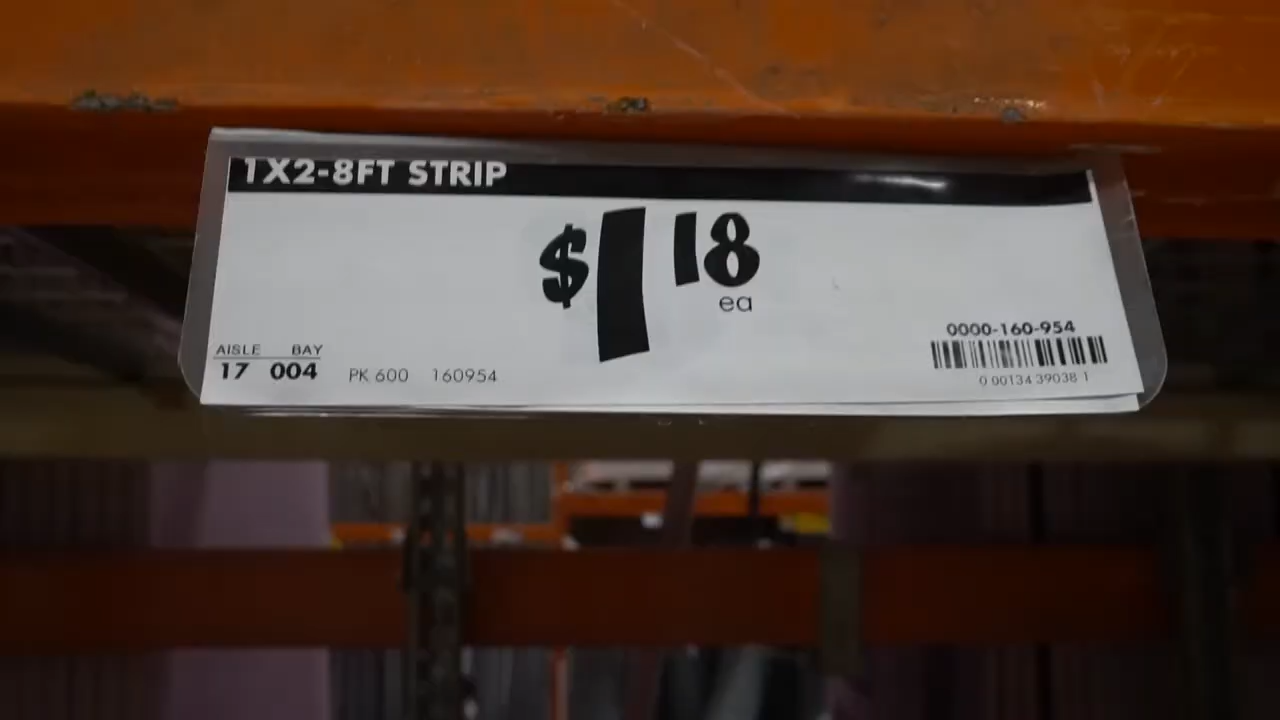 1X2-8FT STRIP
$1 18
ea
AISLE BAY
17 004
PK 600 160954
0000-160-954
0 00134 39038 1